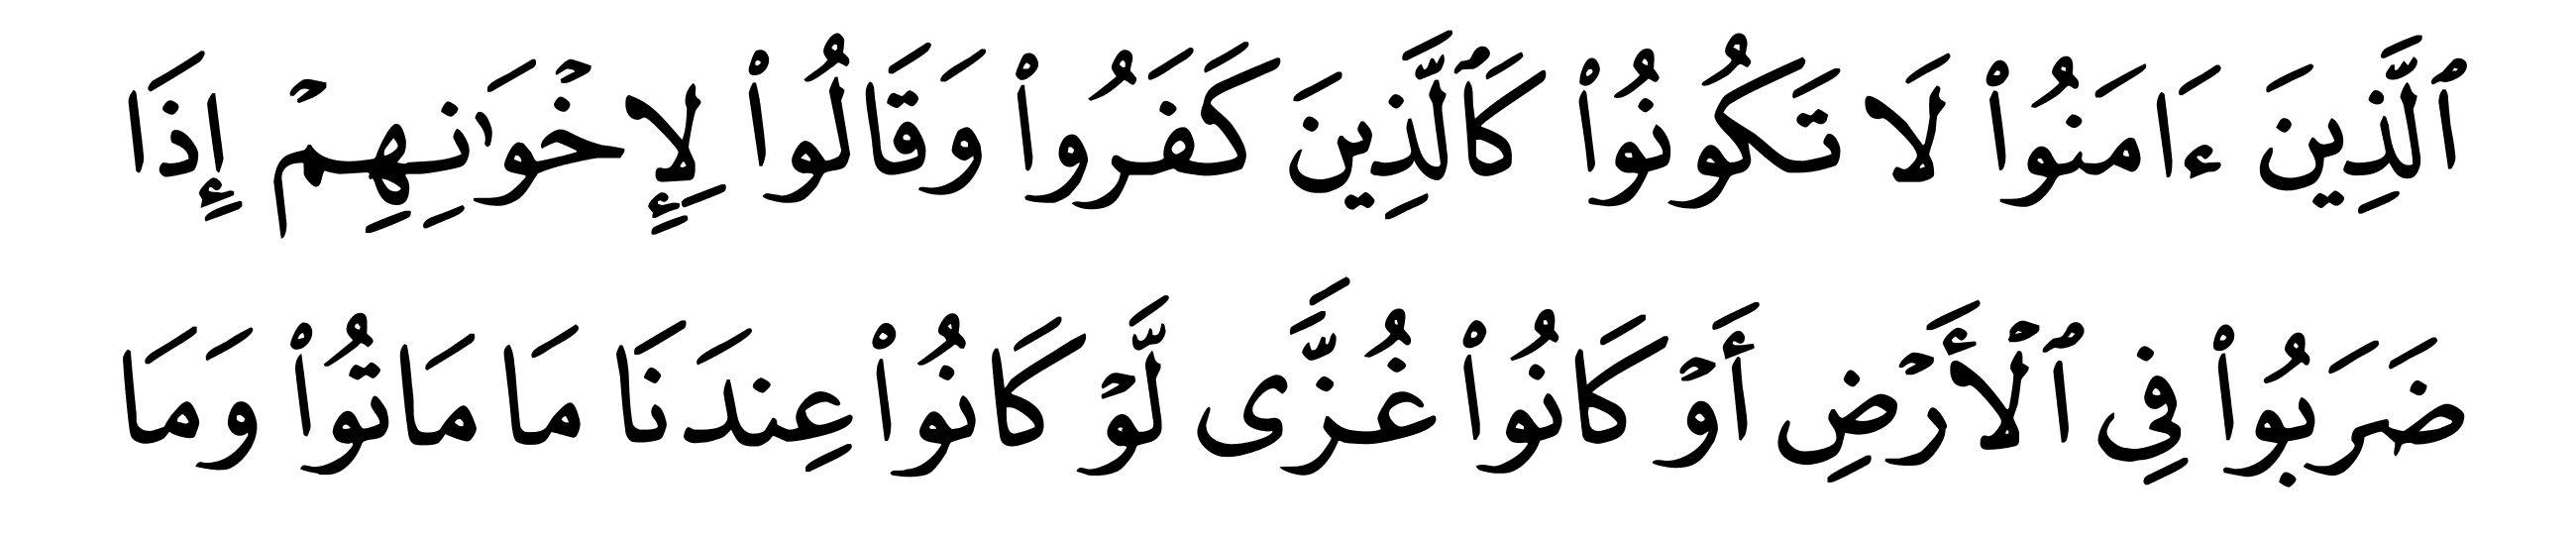 ٱلَّذِينَ ءَامَنُوا۟ لَا تَكُونُوا۟ كَٱلَّذِينَ كَفَرُوا۟ وَقَالُوا۟ لِإِخْوَٰنِهِمْ إِذَا
ضَرَبُوا۟ فِى ٱلْأَرْضِ أَوْ كَانُوا۟ غُزًّى لَّوْ كَانُوا۟ عِندَنَا مَا مَاتُوا۟ وَمَا